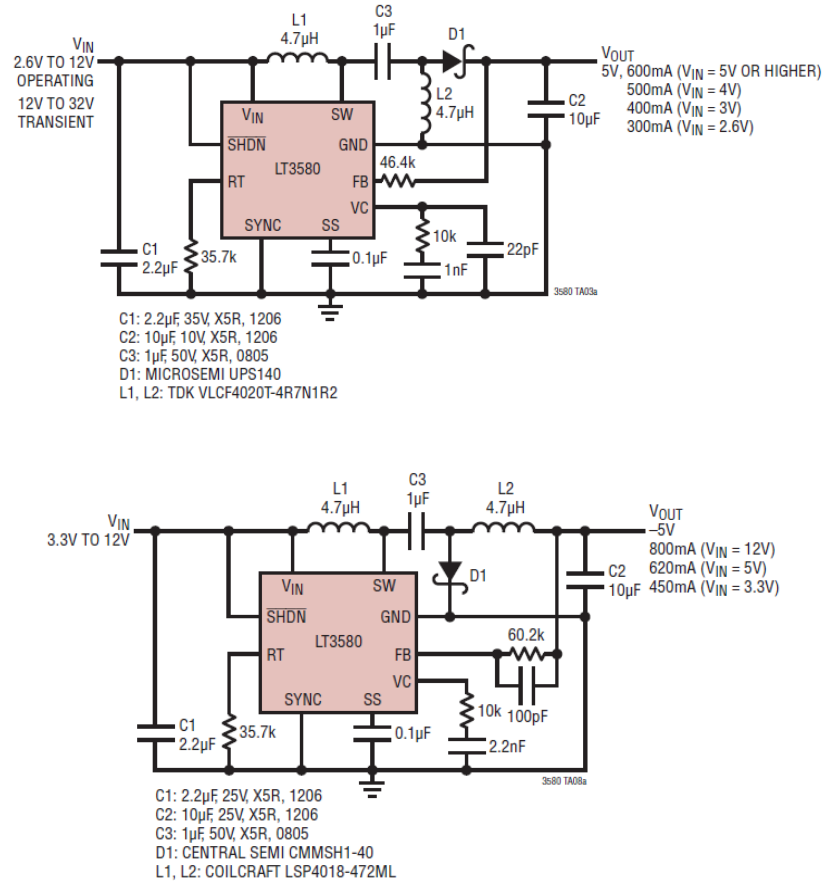 L1
4.7µH
C3
1µF
D1
VIN
2.6V TO 12V
OPERATING
12V TO 32V
TRANSIENT
VOUT
5V, 600mA (VIN = 5V OR HIGHER)
500mA (VIN = 4V)
400mA (VIN = 3V)
300mA (VIN = 2.6V)
L2
4.7µH
C2
10µF
VIN
SW
SHDN
GND
LT3580
46.4k
RT
FB
VC
SYNC
SS
10k
C1
2.2µF
35.7k
0.1µF
1nF
22pF
3580 TA03a
C1: 2.2µF, 35V, X5R, 1206
C2: 10µF, 10V, X5R, 1206
C3: 1µF, 50V, X5R, 0805
D1: MICROSEMI UPS140
L1, L2: TDK VLCF4020T-4R7N1R2
L1
4.7µH
C3
1µF
L2
4.7µH
VIN
3.3V TO 12V
VOUT
–5V
800mA (VIN = 12V)
620mA (VIN = 5V)
450mA (VIN = 3.3V)
D1
C2
10µF
VIN
SW
SHDN
GND
LT3580
60.2k
RT
FB
VC
SYNC
SS
10k
100pF
C1
2.2µF
35.7k
0.1µF
2.2nF
3580 TA08a
C1: 2.2µF, 25V, X5R, 1206
C2: 10µF, 25V, X5R, 1206
C3: 1µF, 50V, X5R, 0805
D1: CENTRAL SEMI CMMSH1-40
L1, L2: COILCRAFT LSP4018-472ML